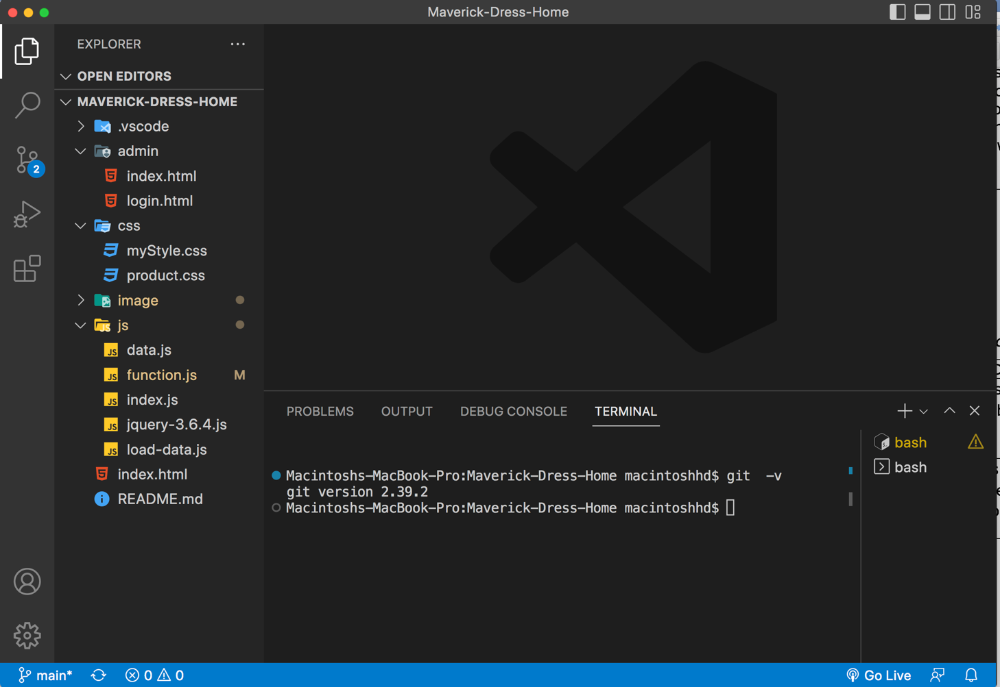 Maverick-Dress-Home
EXPLORER
OPEN EDITORS
MAVERICK-DRESS-HOME
.vscode
admin
index.html
login.html
css
myStyle.css
product.css
image
js
data.js
function.js M
index.js
jquery-3.6.4.js
load-data.js
index.html
README.md
2
PROBLEMS OUTPUT DEBUG CONSOLE TERMINAL
Macintoshs-MacBook-Pro:Maverick-Dress-Home macintoshhd$ git  -v
git version 2.39.2
Macintoshs-MacBook-Pro:Maverick-Dress-Home macintoshhd$
bash
bash
main* 0 0 Go Live